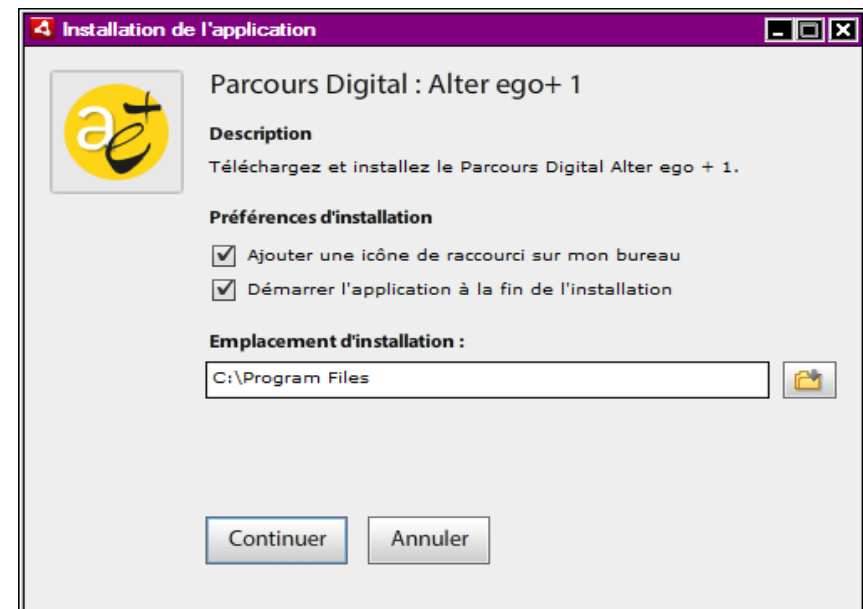 Installation de l'application
Parcours Digital : Alter ego+ 1
ae+
Description
Téléchargez et installez le Parcours Digital Alter ego + 1.
Préférences d'installation
Ajouter une icône de raccourci sur mon bureau
Démarrer l'application à la fin de l'installation
Emplacement d'installation :
C:\Program Files
Continuer
Annuler